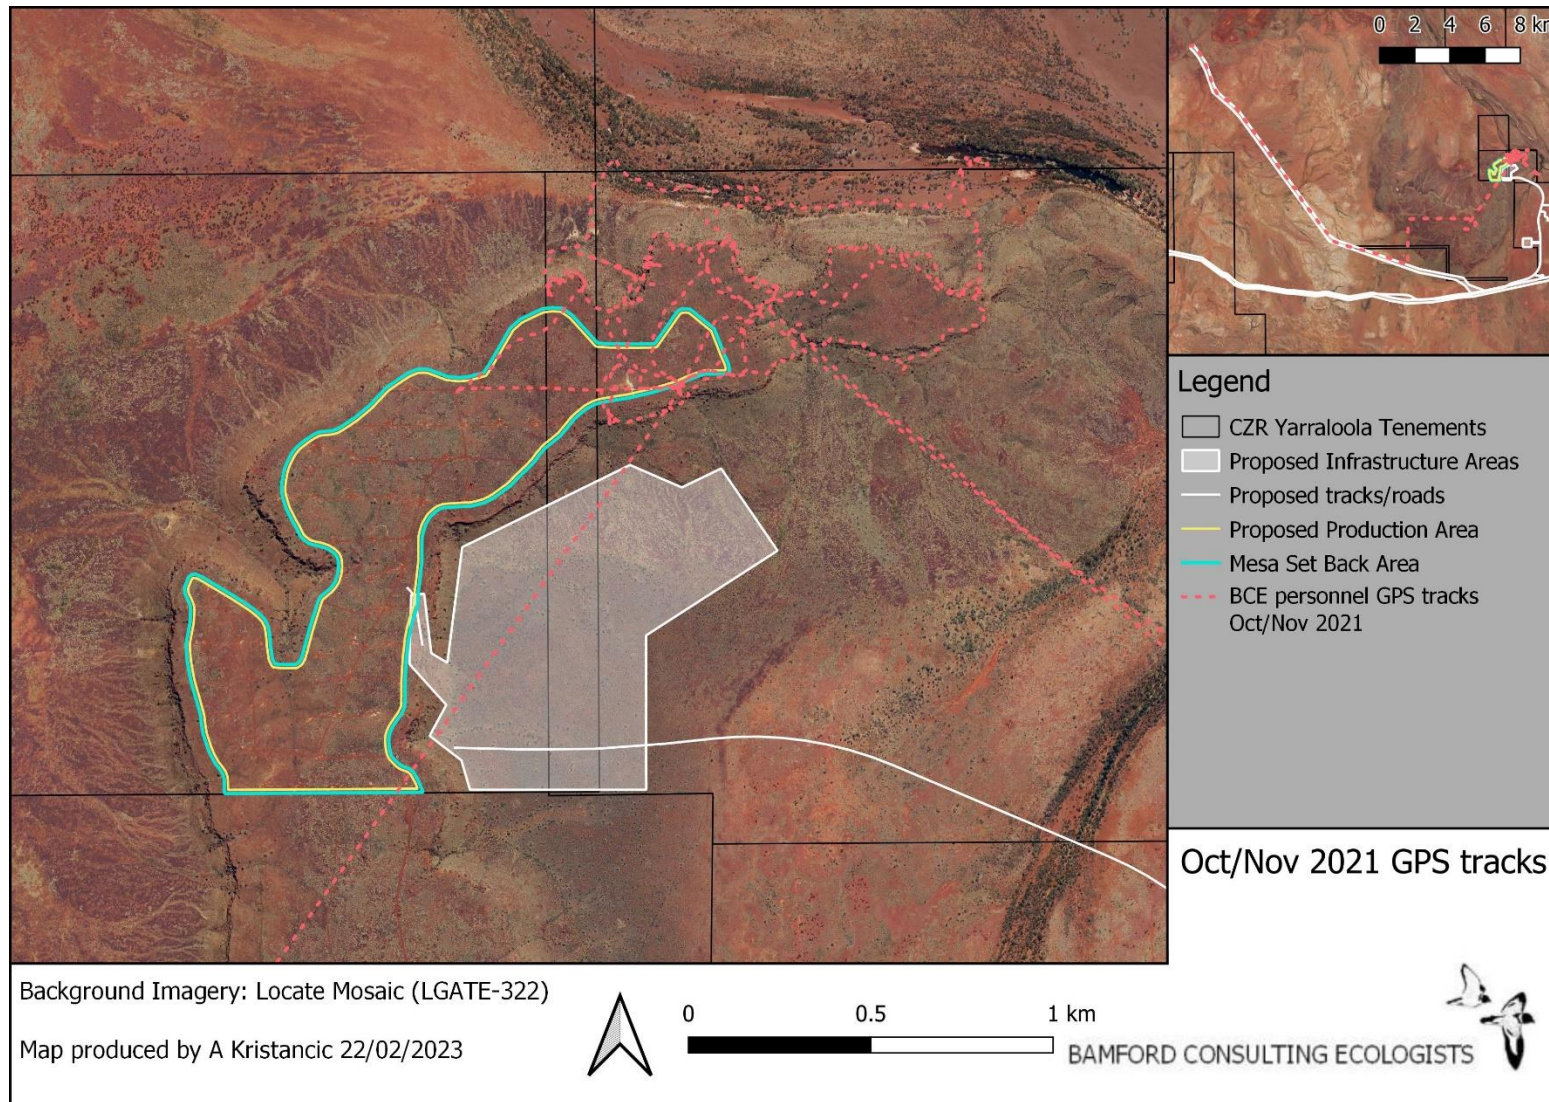 0 2 4 6 8 km
Legend
CZR Yarraloola Tenements
Proposed Infrastructure Areas
Proposed tracks/roads
Proposed Production Area
Mesa Set Back Area
BCE personnel GPS tracks
Oct/Nov 2021
Oct/Nov 2021 GPS tracks
Background Imagery: Locate Mosaic (LGATE-322)
Map produced by A Kristancic 22/02/2023
0 0.5 1 km
BAMFORD CONSULTING ECOLOGISTS